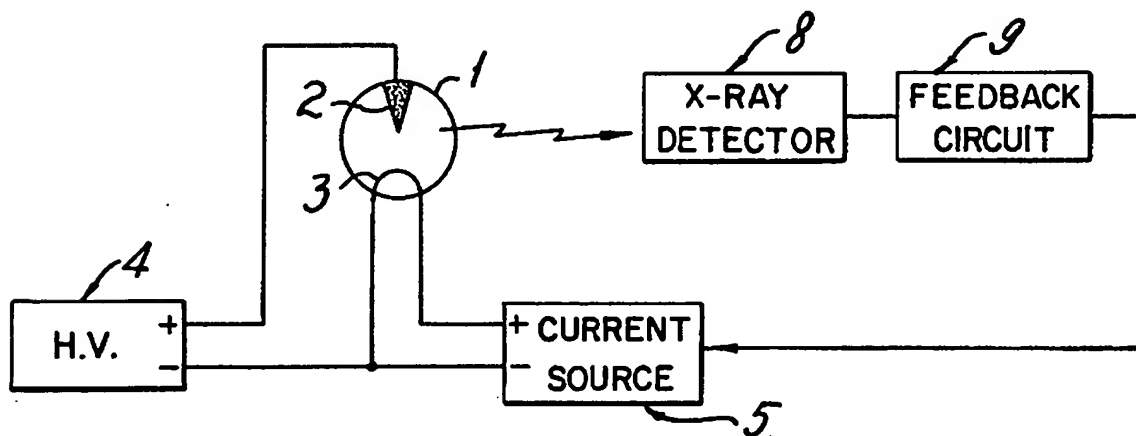 8
9
1
X-RAY
DETECTOR
FEEDBACK
CIRCUIT
2
3
4
H.V.
+
-
+
-
CURRENT
SOURCE
5